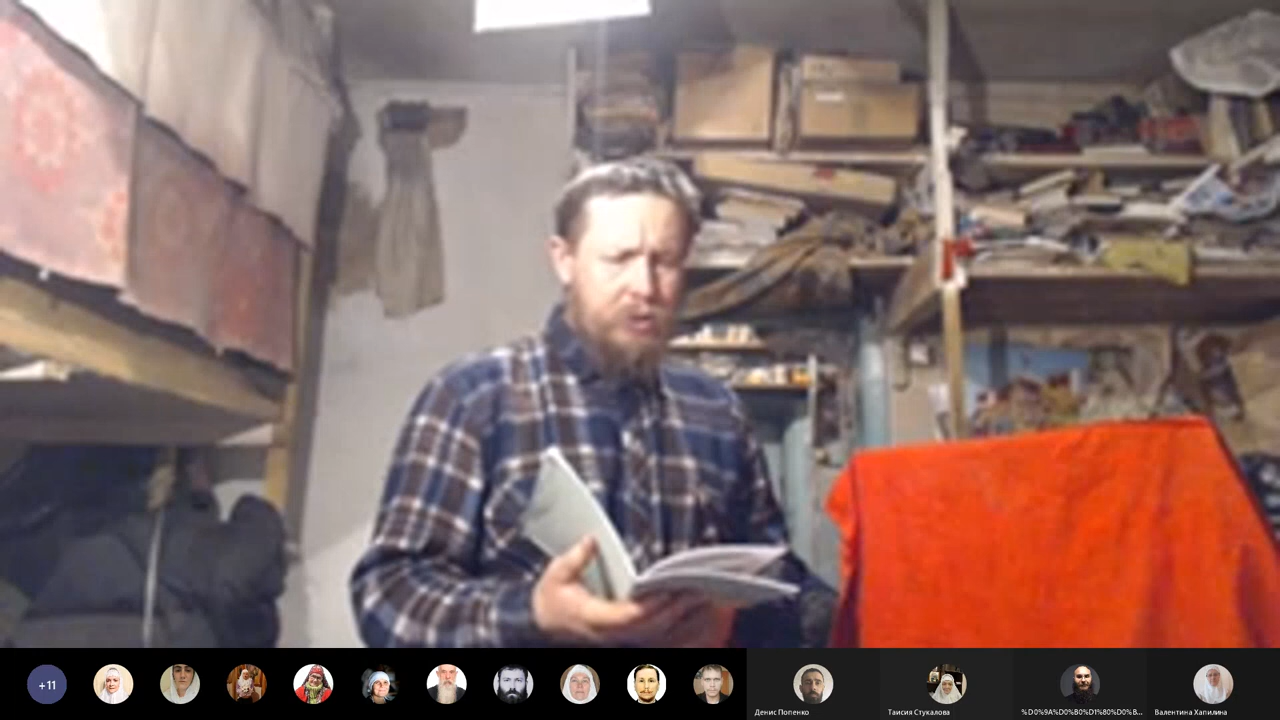 +11
Денис Попенко
Таисия Стукалова
%D0%9A%D0%B0%D1%80%D0%B...
Валентина Хапилина